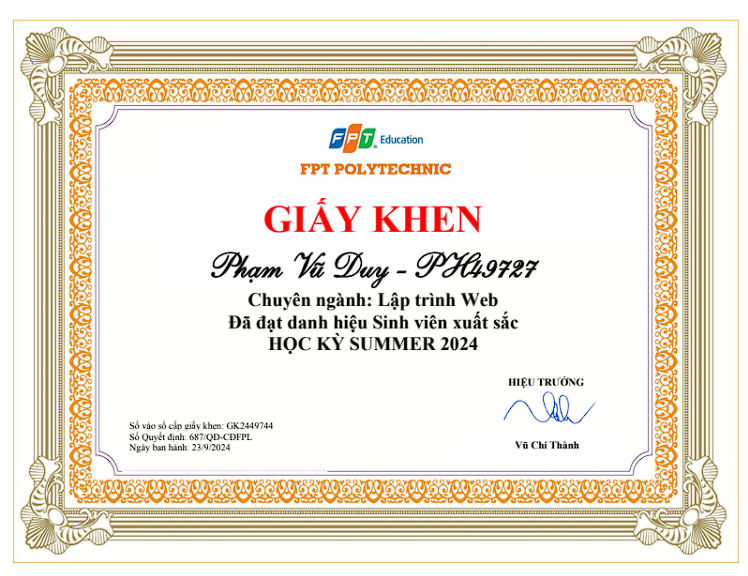 FPT Education
FPT POLYTECHNIC
GIẤY KHEN
Phạm Vũ Duy - PH49727
Chuyên ngành: Lập trình Web
Đã đạt danh hiệu Sinh viên xuất sắc
HỌC KỲ SUMMER 2024
HIỆU TRƯỞNG
Số vào sổ cấp giấy khen: GK2449744
Số Quyết định: 687/QĐ-CĐFPL
Ngày ban hành: 23/9/2024
Vũ Chí Thành